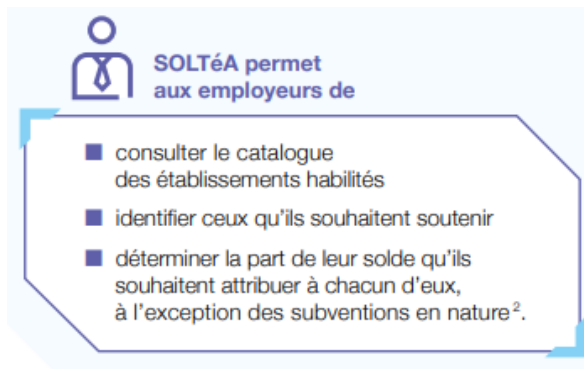 SOLTéA permet
aux employeurs de
■ consulter le catalogue
des établissements habilités
■ identifier ceux qu'ils souhaitent soutenir
■ déterminer la part de leur solde qu'ils
souhaitent attribuer à chacun d'eux,
à l'exception des subventions en nature².